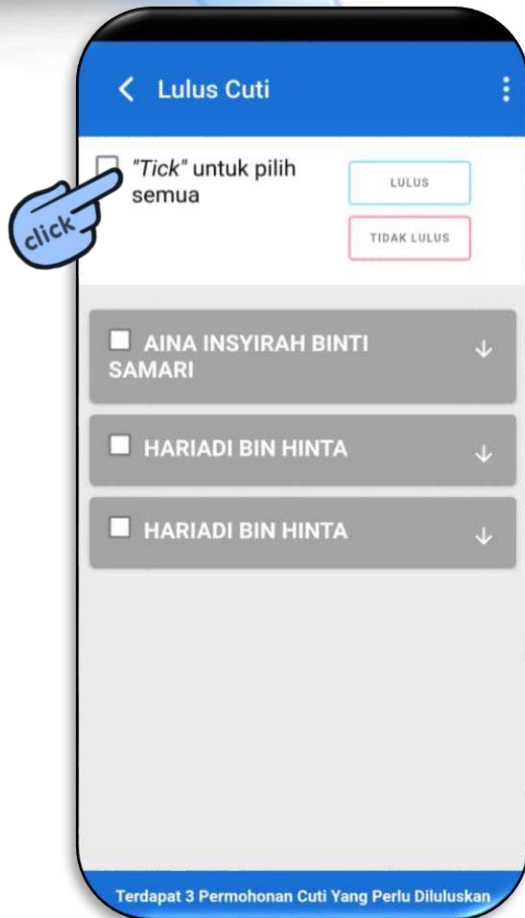 Lulus Cuti
"Tick" untuk pilih
semua
LULUS
TIDAK LULUS
click
AINA INSYIRAH BINTI
SAMARI
HARIADI BIN HINTA
HARIADI BIN HINTA
Terdapat 3 Permohonan Cuti Yang Perlu Diluluskan